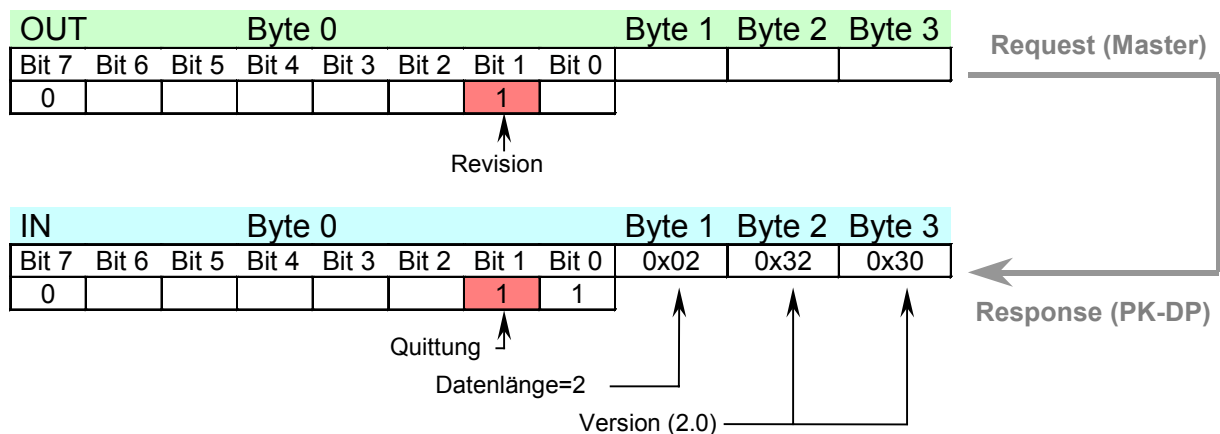 OUT Byte 0 Byte 1 Byte 2 Byte 3
Request (Master)
Bit 7 Bit 6 Bit 5 Bit 4 Bit 3 Bit 2 Bit 1 Bit 0
0 1
Revision
IN Byte 0 Byte 1 Byte 2 Byte 3
Bit 7 Bit 6 Bit 5 Bit 4 Bit 3 Bit 2 Bit 1 Bit 0 0x02 0x32 0x30
0 1 1
Response (PK-DP)
Quittung
Datenlänge=2
Version (2.0)